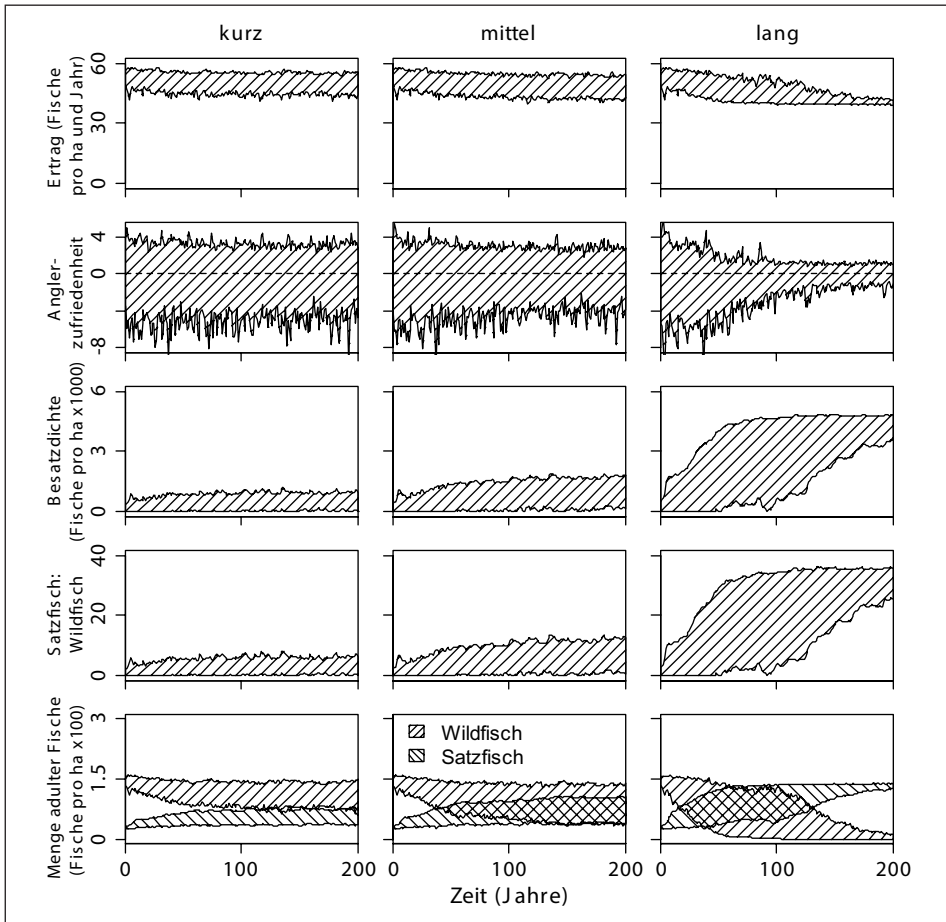 kurz mittel lang
Ertrag (Fische
pro ha und Jahr)
60
30
0
0 100 200 0 100 200 0 100 200
Angler-
zufriedenheit
4
0
-8
Besatzdichte
(Fische pro ha x1000)
6
3
0
Satzfisch:
Wildfisch
40
20
0
Menge adulter Fische
(Fische pro ha x100)
3
1.5
0
Wildfisch
Satzfisch
Zeit (Jahre)